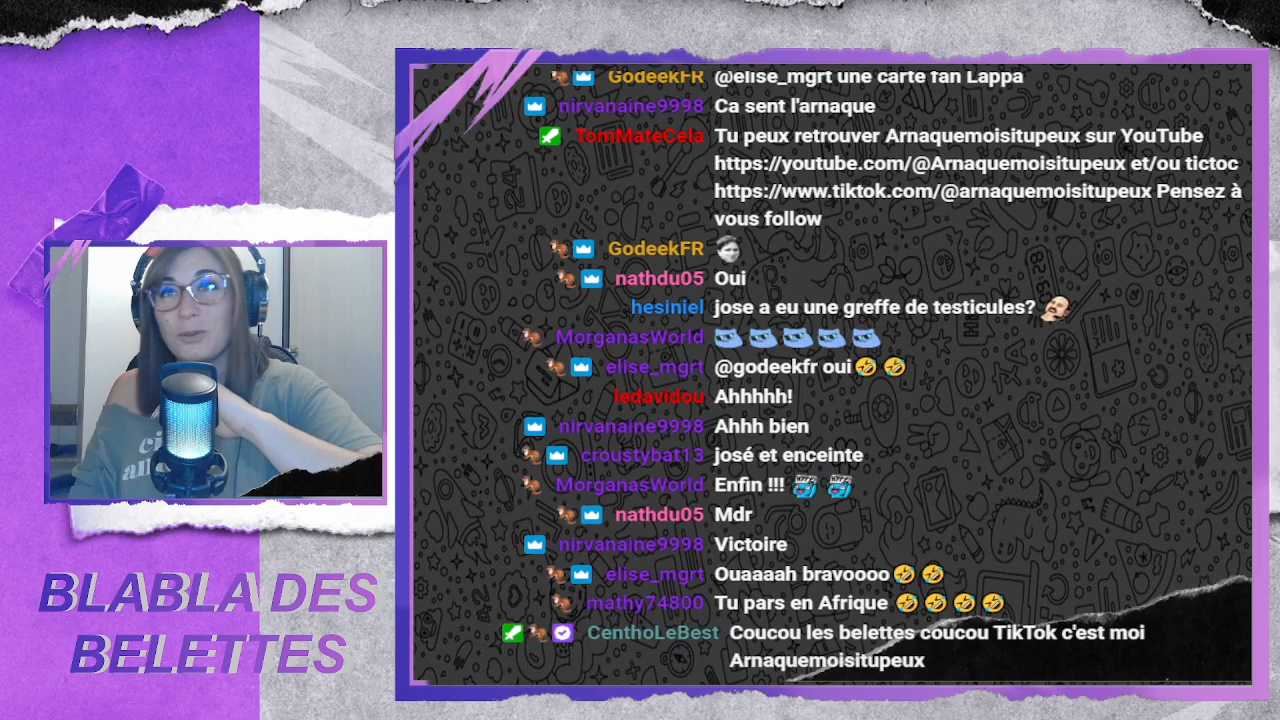 GodeekFR @elise_mgrt une carte fan Lappa
nirvanaine9998 Ca sent l'arnaque
TomMateCela Tu peux retrouver Arnaquemoisitupeux sur YouTube
https://youtube.com/@Arnaquemoisitupeux et/ou tictoc
https://www.tiktok.com/@arnaquemoisitupeux Pensez à
vous follow
GodeekFR
nathdu05 Oui
hesiniel jose a eu une greffe de testicules?
MorganasWorld
elise_mgrt @godeekfr oui 🤣 🤣
ledavidou Ahhhhh!
nirvanaine9998 Ahhh bien
croustybat13 josé et enceinte
MorganasWorld Enfin !!!
nathdu05 Mdr
nirvanaine9998 Victoire
elise_mgrt Ouaaaah bravoooo 🤣 🤣
mathy74800 Tu pars en Afrique 🤣 🤣 🤣 🤣
CenthoLeBest Coucou les belettes coucou TikTok c'est moi
Arnaquemoisitupeux
BLABLA DES
BELETTES